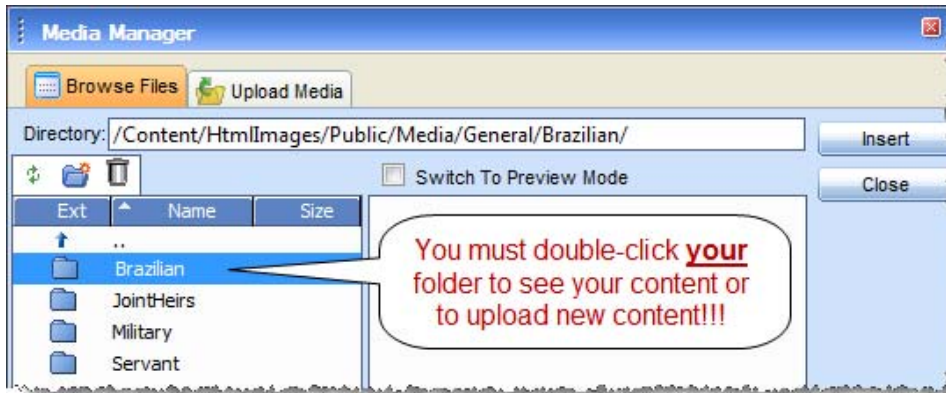 Media Manager
Browse Files
Upload Media
Directory: /Content/HtmlImages/Public/Media/General/Brazilian/
Insert
Switch To Preview Mode
Close
Ext Name Size
..
Brazilian
JointHeirs
Military
Servant
You must double-click your
folder to see your content or
to upload new content!!!